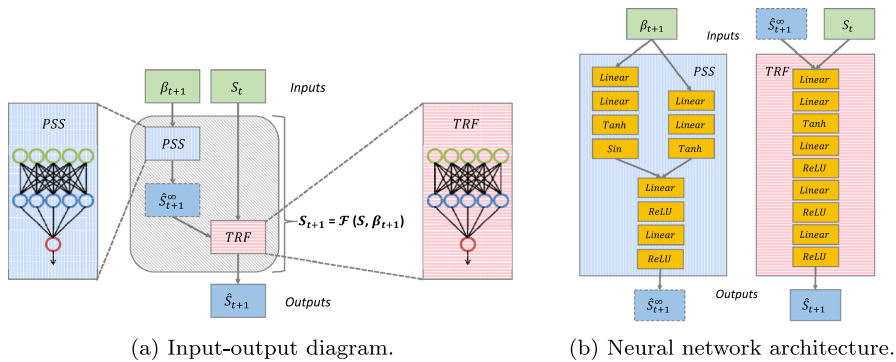 β_{t+1}
S_t
Inputs
PSS
PSS
Ŝ^∞_{t+1}
TRF
S_{t+1} = F (S, β_{t+1})
TRF
Ŝ_{t+1}
Outputs
(a) Input-output diagram.
β_{t+1}
Inputs
Ŝ^∞_{t+1}
S_t
PSS
Linear
Linear
Tanh
Sin
Linear
Linear
Tanh
Linear
ReLU
Linear
ReLU
TRF
Linear
Linear
Tanh
Linear
ReLU
Linear
ReLU
Linear
ReLU
Ŝ^∞_{t+1}
Outputs
Ŝ_{t+1}
(b) Neural network architecture.